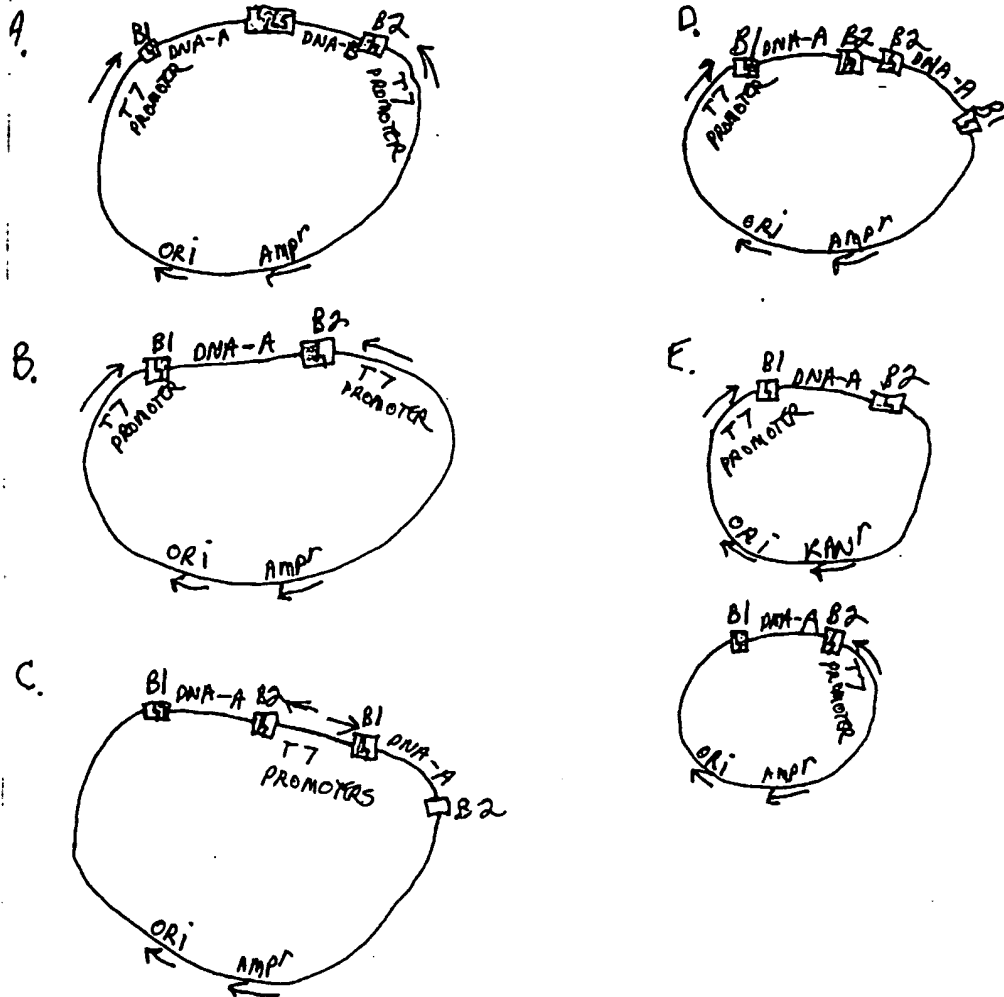 A.
B1 DNA-A DNA-B B2
T7 PROMOTER
T7 PROMOTER
ORi AMPr
B.
B1 DNA-A B2
T7 PROMOTER
T7 PROMOTER
ORi AMPr
C.
B1 DNA-A B2 B1 DNA-A B2
T7
PROMOTERS
ORi AMPr
D.
B1 DNA-A B2 B2 DNA-A B1
T7 PROMOTER
ORi AMPr
E.
B1 DNA-A B2
T7 PROMOTER
ORi KANr
B1 DNA-A B2
T7 PROMOTER
ORi AMPr